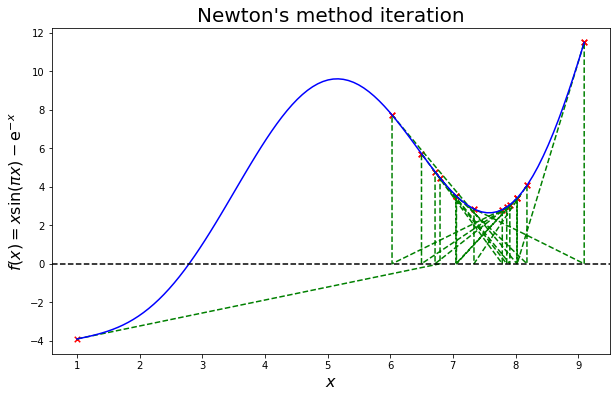 Newton's method iteration
f(x) = x sin(πx) − e⁻ˣ
12
10
8
6
4
2
0
−2
−4
1 2 3 4 5 6 7 8 9
x